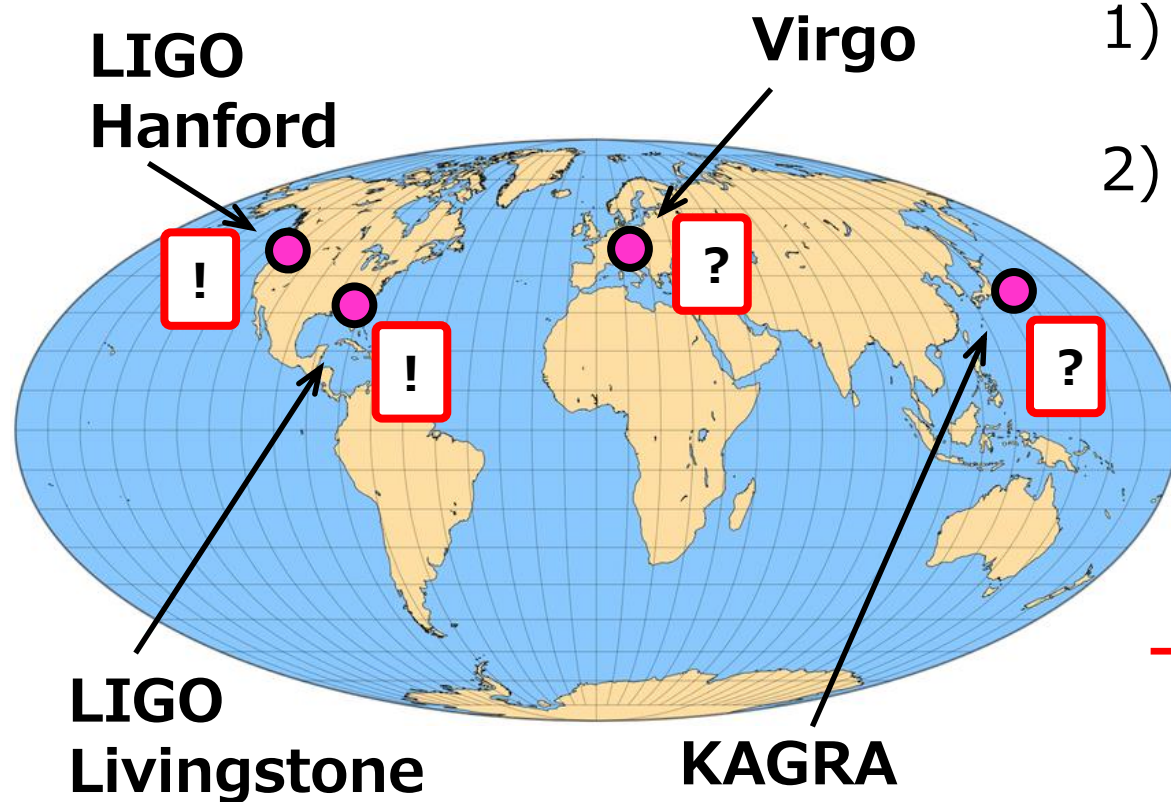 LIGO
Hanford
Virgo
1)
2)
!
?
!
?
LIGO
Livingstone
KAGRA